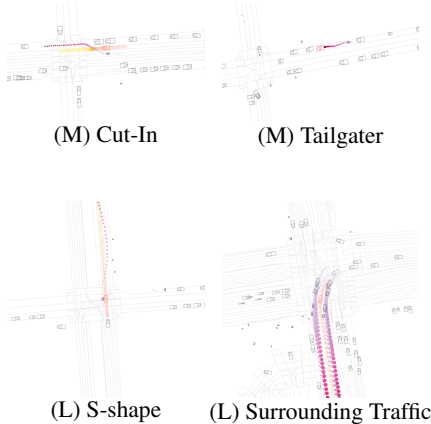 (M) Cut-In
(M) Tailgater
(L) S-shape
(L) Surrounding Traffic